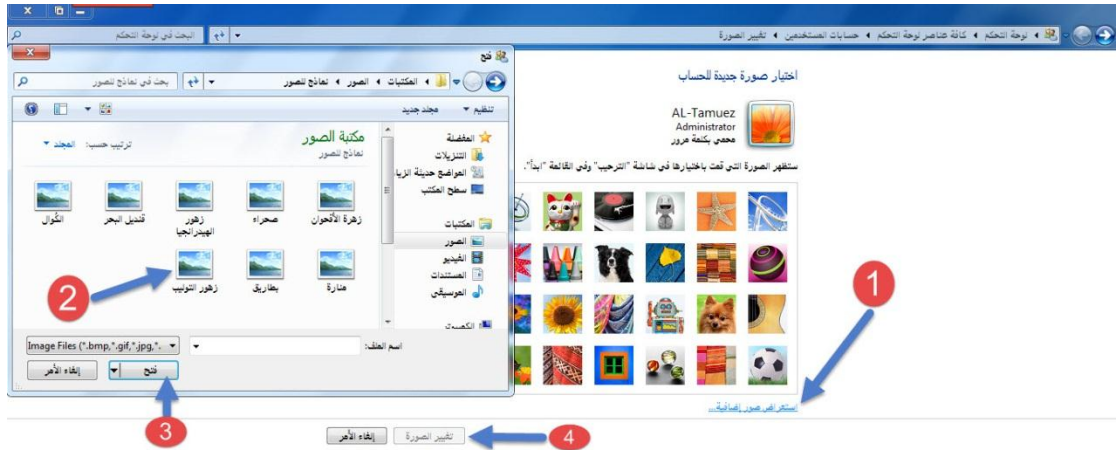 لوحة التحكم ◂ كافة عناصر لوحة التحكم ◂ حسابات المستخدمين ◂ تغيير الصورة
البحث في لوحة التحكم
اختيار صورة جديدة للحساب
AL-Tamuez
Administrator
محمي بكلمة مرور
ستظهر الصورة التي قمت باختيارها في شاشة "الترحيب" وفي القائمة "ابدأ".
1
استعراض صور إضافية...
تغيير الصورة
إلغاء الأمر
4
فتح
المكتبات ◂ الصور ◂ نماذج للصور
بحث في نماذج للصور
تنظيم
مجلد جديد
المفضلة
التنزيلات
المواضع حديثة الزيا
سطح المكتب
المكتبات
الصور
الفيديو
المستندات
الموسيقى
مكتبة الصور
نماذج للصور
ترتيب حسب: المجلد
زهرة الأقحوان
صحراء
زهور الهيدرانجيا
قنديل البحر
الكوال
منارة
بطاريق
زهور التوليب
2
اسم الملف:
Image Files (*.bmp,*.gif,*.jpg,*.
فتح
إلغاء الأمر
3